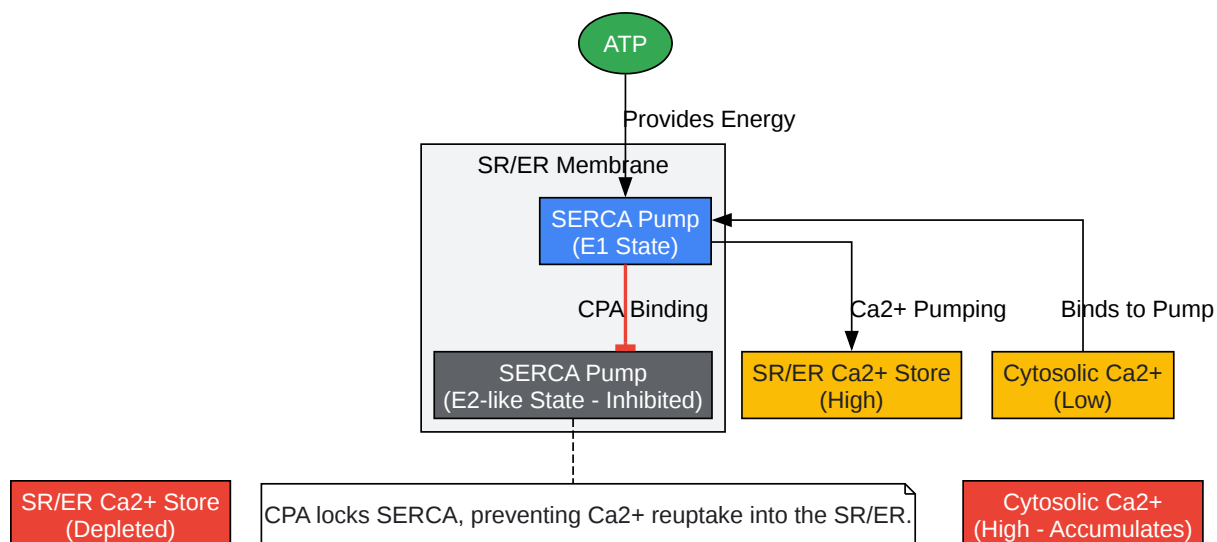 ATP
Provides Energy
SR/ER Membrane
SERCA Pump
(E1 State)
CPA Binding
Ca2+ Pumping
Binds to Pump
SERCA Pump
(E2-like State - Inhibited)
SR/ER Ca2+ Store
(High)
Cytosolic Ca2+
(Low)
SR/ER Ca2+ Store
(Depleted)
CPA locks SERCA, preventing Ca2+ reuptake into the SR/ER.
Cytosolic Ca2+
(High - Accumulates)